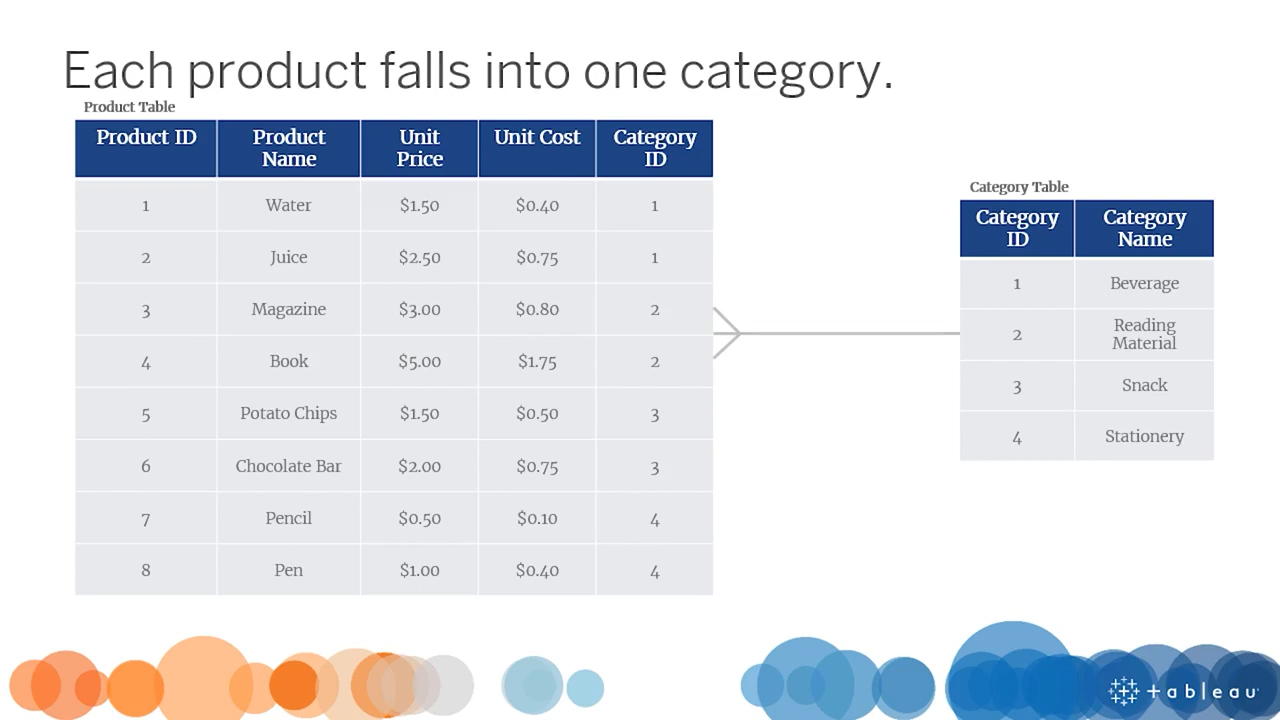 Each product falls into one category.
Product Table
Product ID Product Name Unit Price Unit Cost Category ID
1 Water $1.50 $0.40 1
2 Juice $2.50 $0.75 1
3 Magazine $3.00 $0.80 2
4 Book $5.00 $1.75 2
5 Potato Chips $1.50 $0.50 3
6 Chocolate Bar $2.00 $0.75 3
7 Pencil $0.50 $0.10 4
8 Pen $1.00 $0.40 4
Category Table
Category ID Category Name
1 Beverage
2 Reading Material
3 Snack
4 Stationery
tableau